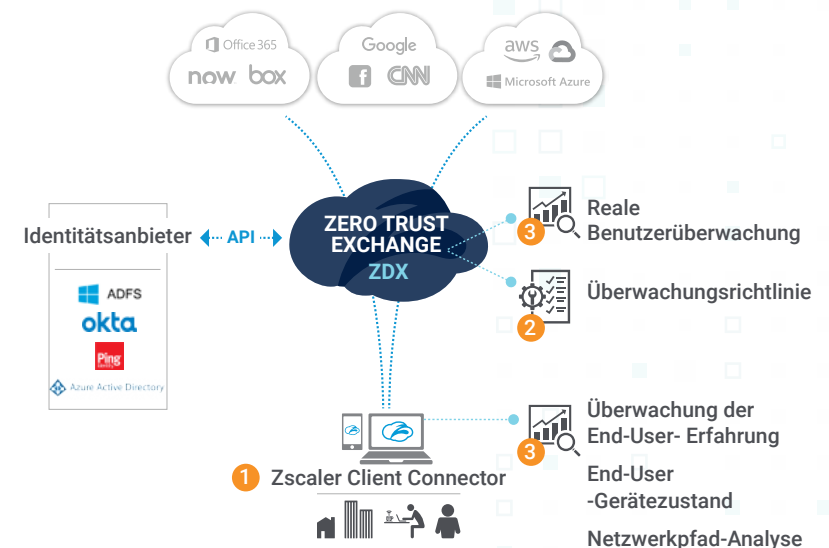 Office 365
now box
Google
f CNN
aws
Microsoft Azure
Identitätsanbieter
API
ADFS
okta
Ping
Azure Active Directory
ZERO TRUST
EXCHANGE
ZDX
3
Reale
Benutzerüberwachung
2
Überwachungsrichtlinie
3
Überwachung der
End-User- Erfahrung
End-User
-Gerätezustand
Netzwerkpfad-Analyse
1 Zscaler Client Connector